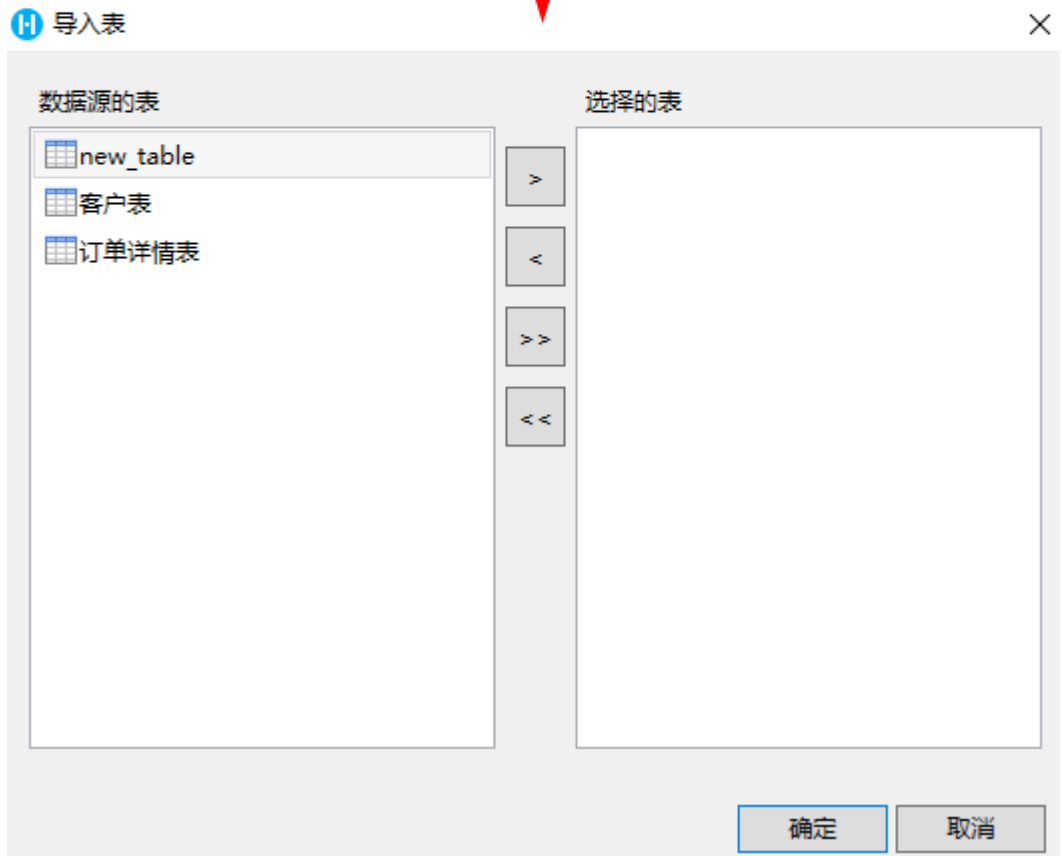 导入表
数据源的表
选择的表
new_table
客户表
订单详情表
>
<
>>
<<
确定
取消